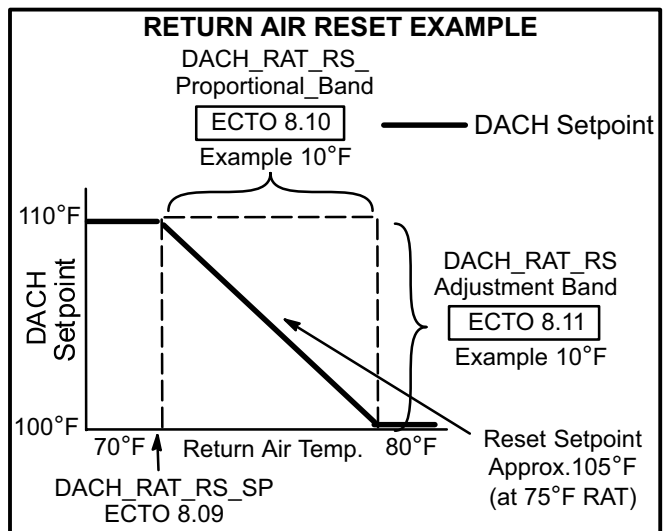 RETURN AIR RESET EXAMPLE
DACH_RAT_RS_
Proportional_Band
ECTO 8.10
Example 10°F
DACH Setpoint
110°F
DACH
Setpoint
100°F
DACH_RAT_RS
Adjustment Band
ECTO 8.11
Example 10°F
70°F
Return Air Temp.
80°F
Reset Setpoint
Approx.105°F
(at 75°F RAT)
DACH_RAT_RS_SP
ECTO 8.09